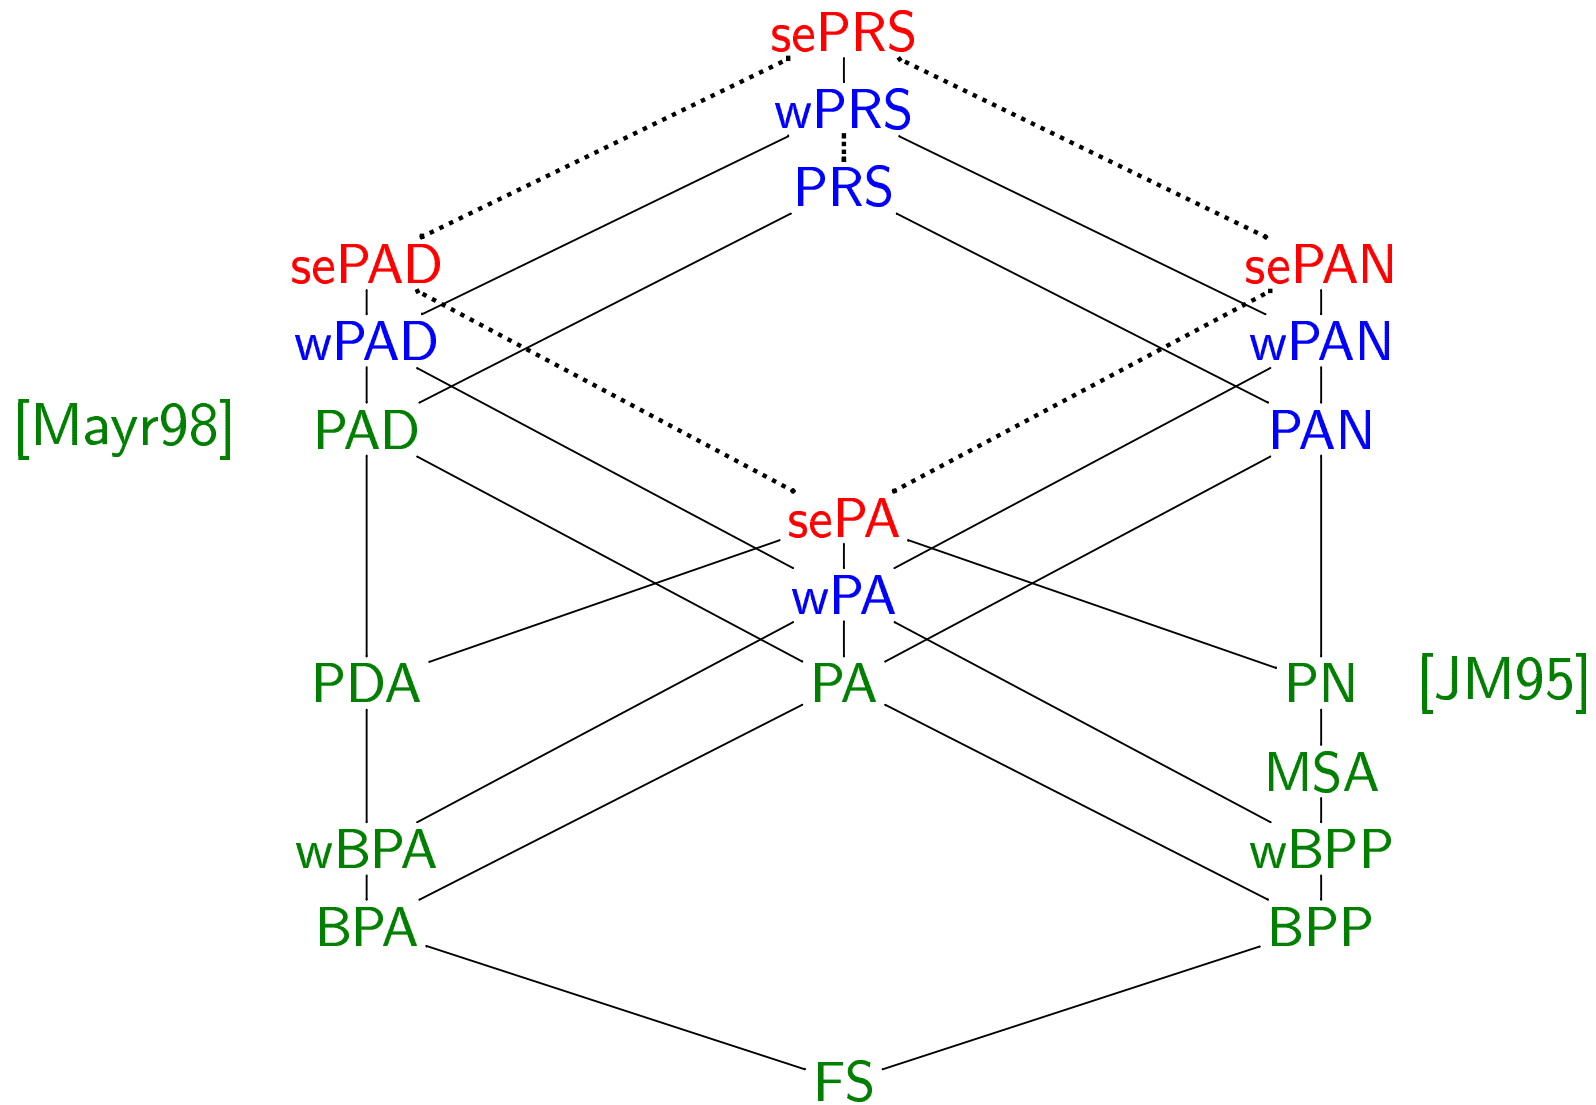 sePRS
wPRS
PRS
sePAD sePAN
wPAD wPAN
[Mayr98] PAD PAN
sePA
wPA
PDA PA PN [JM95]
MSA
wBPA wBPP
BPA BPP
FS